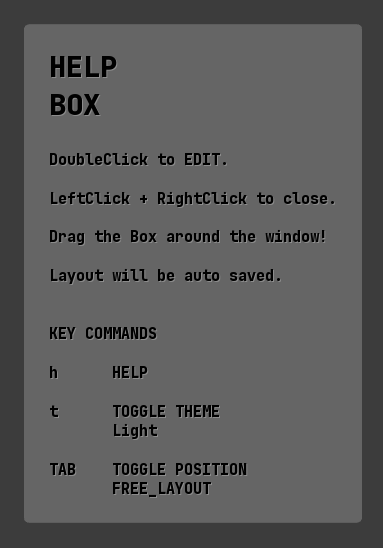 HELP
BOX
DoubleClick to EDIT.
LeftClick + RightClick to close.
Drag the Box around the window!
Layout will be auto saved.
KEY COMMANDS
h HELP
t TOGGLE THEME
Light
TAB TOGGLE POSITION
FREE_LAYOUT